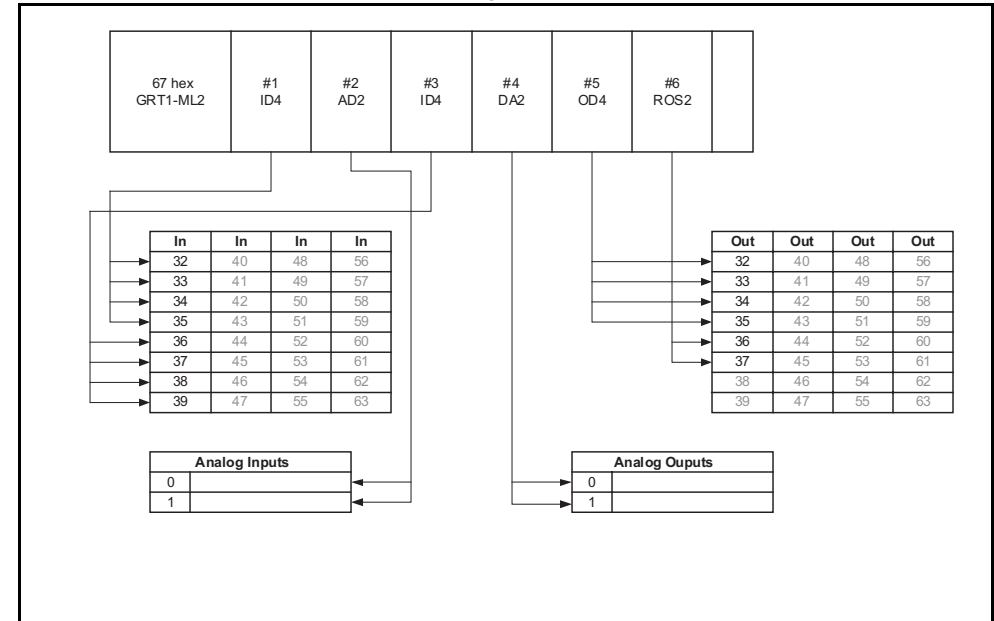 67 hex
GRT1-ML2
#1
ID4
#2
AD2
#3
ID4
#4
DA2
#5
OD4
#6
ROS2
In In In In
32 40 48 56
33 41 49 57
34 42 50 58
35 43 51 59
36 44 52 60
37 45 53 61
38 46 54 62
39 47 55 63
Out Out Out Out
32 40 48 56
33 41 49 57
34 42 50 58
35 43 51 59
36 44 52 60
37 45 53 61
38 46 54 62
39 47 55 63
Analog Inputs
0
1
Analog Ouputs
0
1